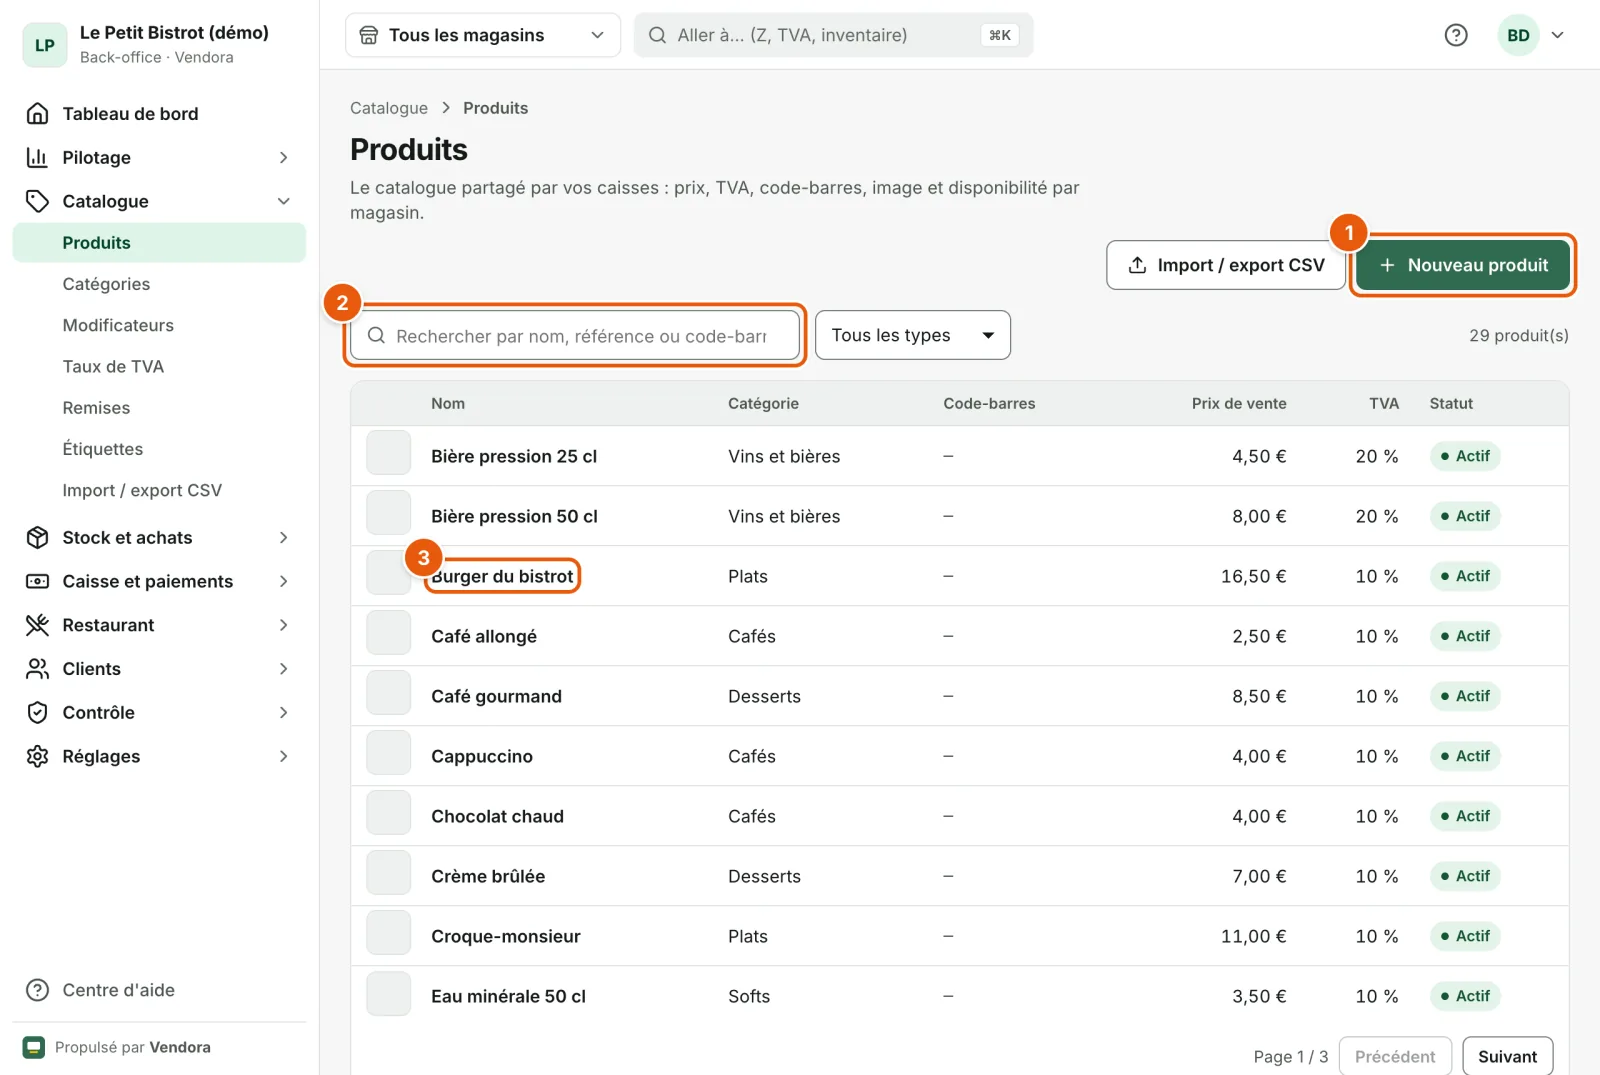 LP
Le Petit Bistrot (démo)
Back-office · Vendora
Tableau de bord
Pilotage
Catalogue
Produits
Catégories
Modificateurs
Taux de TVA
Remises
Étiquettes
Import / export CSV
Stock et achats
Caisse et paiements
Restaurant
Clients
Contrôle
Réglages
Centre d'aide
Propulsé par Vendora
Tous les magasins
Aller à... (Z, TVA, inventaire)
⌘K
BD
Catalogue > Produits
Produits
Le catalogue partagé par vos caisses : prix, TVA, code-barres, image et disponibilité par
magasin.
Import / export CSV
1
+ Nouveau produit
2
Rechercher par nom, référence ou code-barr
Tous les types
29 produit(s)
Nom Catégorie Code-barres Prix de vente TVA Statut
Bière pression 25 cl Vins et bières – 4,50 € 20 % Actif
Bière pression 50 cl Vins et bières – 8,00 € 20 % Actif
3
Burger du bistrot Plats – 16,50 € 10 % Actif
Café allongé Cafés – 2,50 € 10 % Actif
Café gourmand Desserts – 8,50 € 10 % Actif
Cappuccino Cafés – 4,00 € 10 % Actif
Chocolat chaud Cafés – 4,00 € 10 % Actif
Crème brûlée Desserts – 7,00 € 10 % Actif
Croque-monsieur Plats – 11,00 € 10 % Actif
Eau minérale 50 cl Softs – 3,50 € 10 % Actif
Page 1 / 3 Précédent Suivant